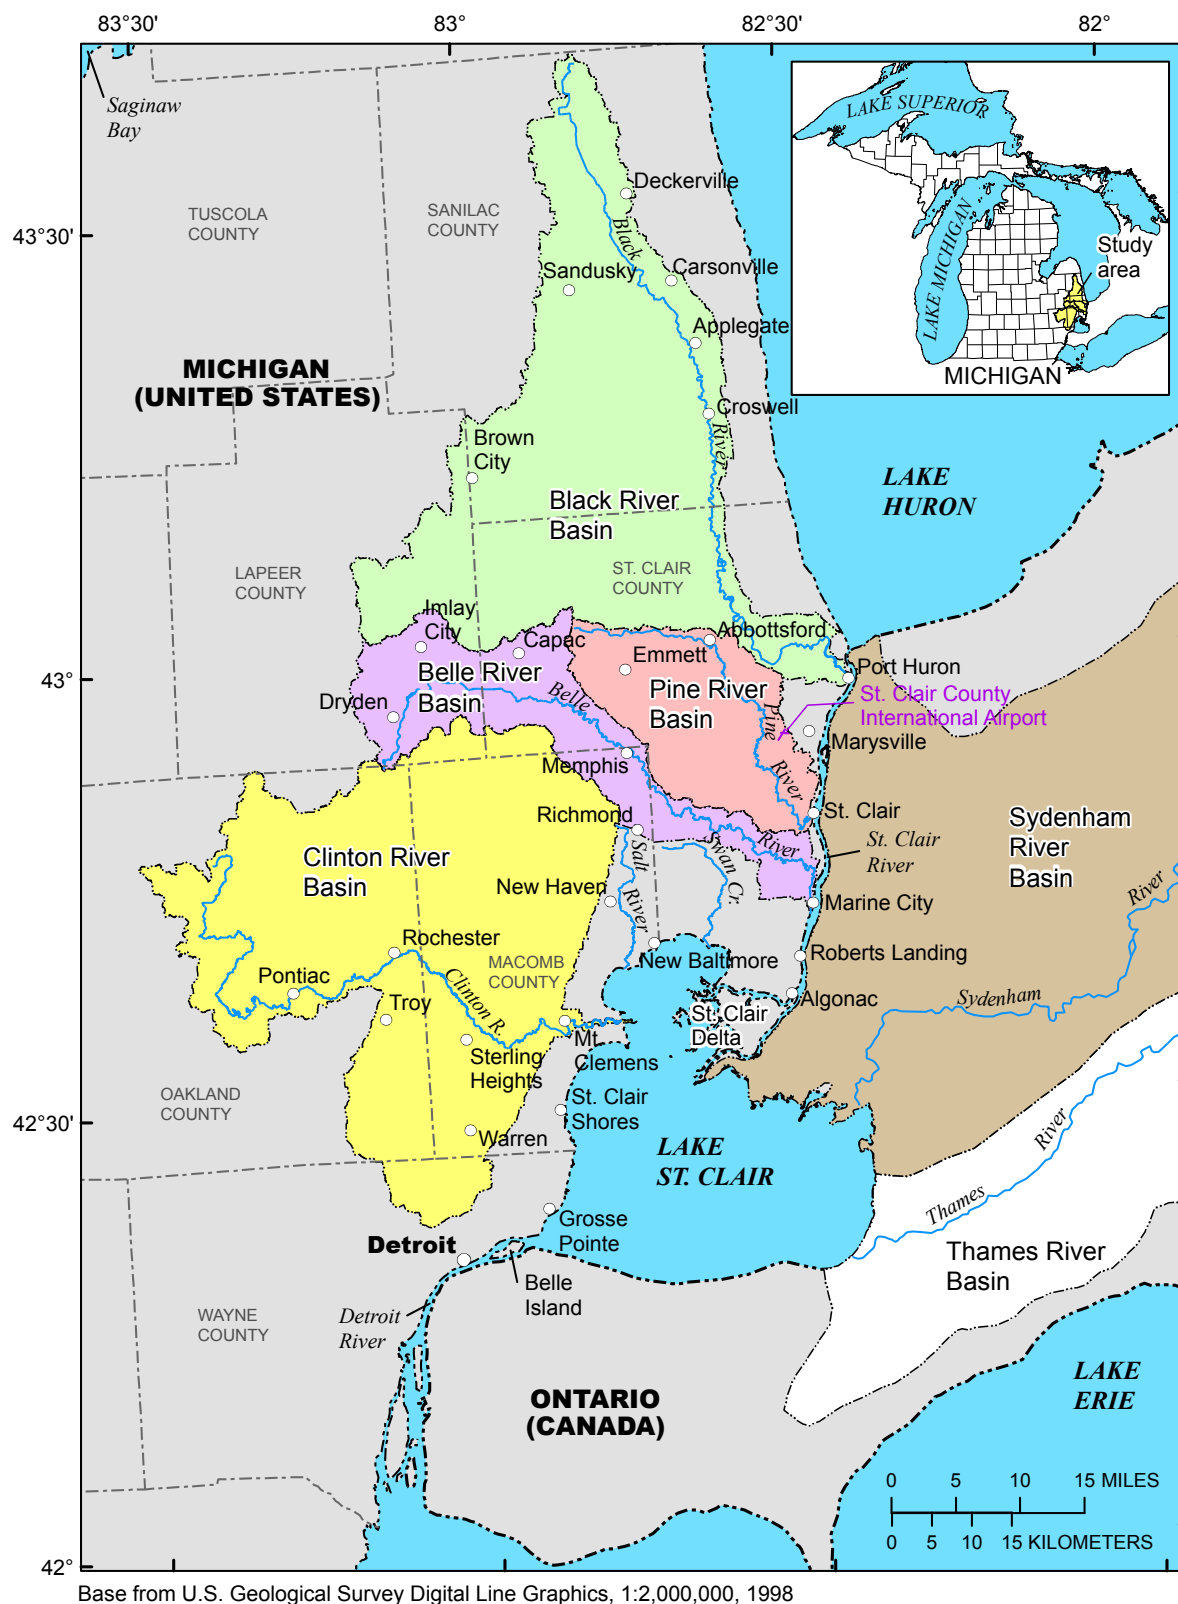 83°30'
83°
82°30'
82°
Saginaw
Bay
LAKE SUPERIOR
LAKE MICHIGAN
Study
area
MICHIGAN
Deckerville
TUSCOLA
COUNTY
SANILAC
COUNTY
43°30'
Black
River
Sandusky
Carsonville
Applegate
MICHIGAN
(UNITED STATES)
Croswell
Brown
City
LAKE
HURON
Black River
Basin
LAPEER
COUNTY
ST. CLAIR
COUNTY
Imlay
City
Capac
Abbottsford
Emmett
43°
Port Huron
Belle River
Basin
Belle
River
Pine River
Basin
Pine
River
St. Clair County
International Airport
Dryden
Marysville
Memphis
Richmond
St. Clair
Sydenham
River
Basin
St. Clair
River
Clinton River
Basin
Salt
River
Swan Cr.
New Haven
Marine City
River
Rochester
MACOMB
COUNTY
New Baltimore
Roberts Landing
Pontiac
Troy
Clinton R.
St. Clair
Delta
Algonac
Sydenham
Mt.
Clemens
Sterling
Heights
OAKLAND
COUNTY
St. Clair
Shores
42°30'
Warren
LAKE
ST. CLAIR
River
Thames
Grosse
Pointe
Detroit
Thames River
Basin
Belle
Island
Detroit
River
WAYNE
COUNTY
LAKE
ERIE
ONTARIO
(CANADA)
0 5 10 15 MILES
0 5 10 15 KILOMETERS
42°
Base from U.S. Geological Survey Digital Line Graphics, 1:2,000,000, 1998